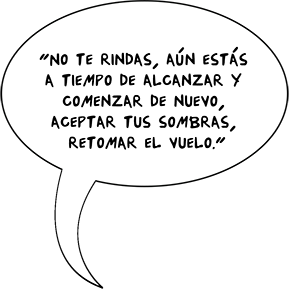 "NO TE RINDAS, AÚN ESTÁS
A TIEMPO DE ALCANZAR Y
COMENZAR DE NUEVO,
ACEPTAR TUS SOMBRAS,
RETOMAR EL VUELO."